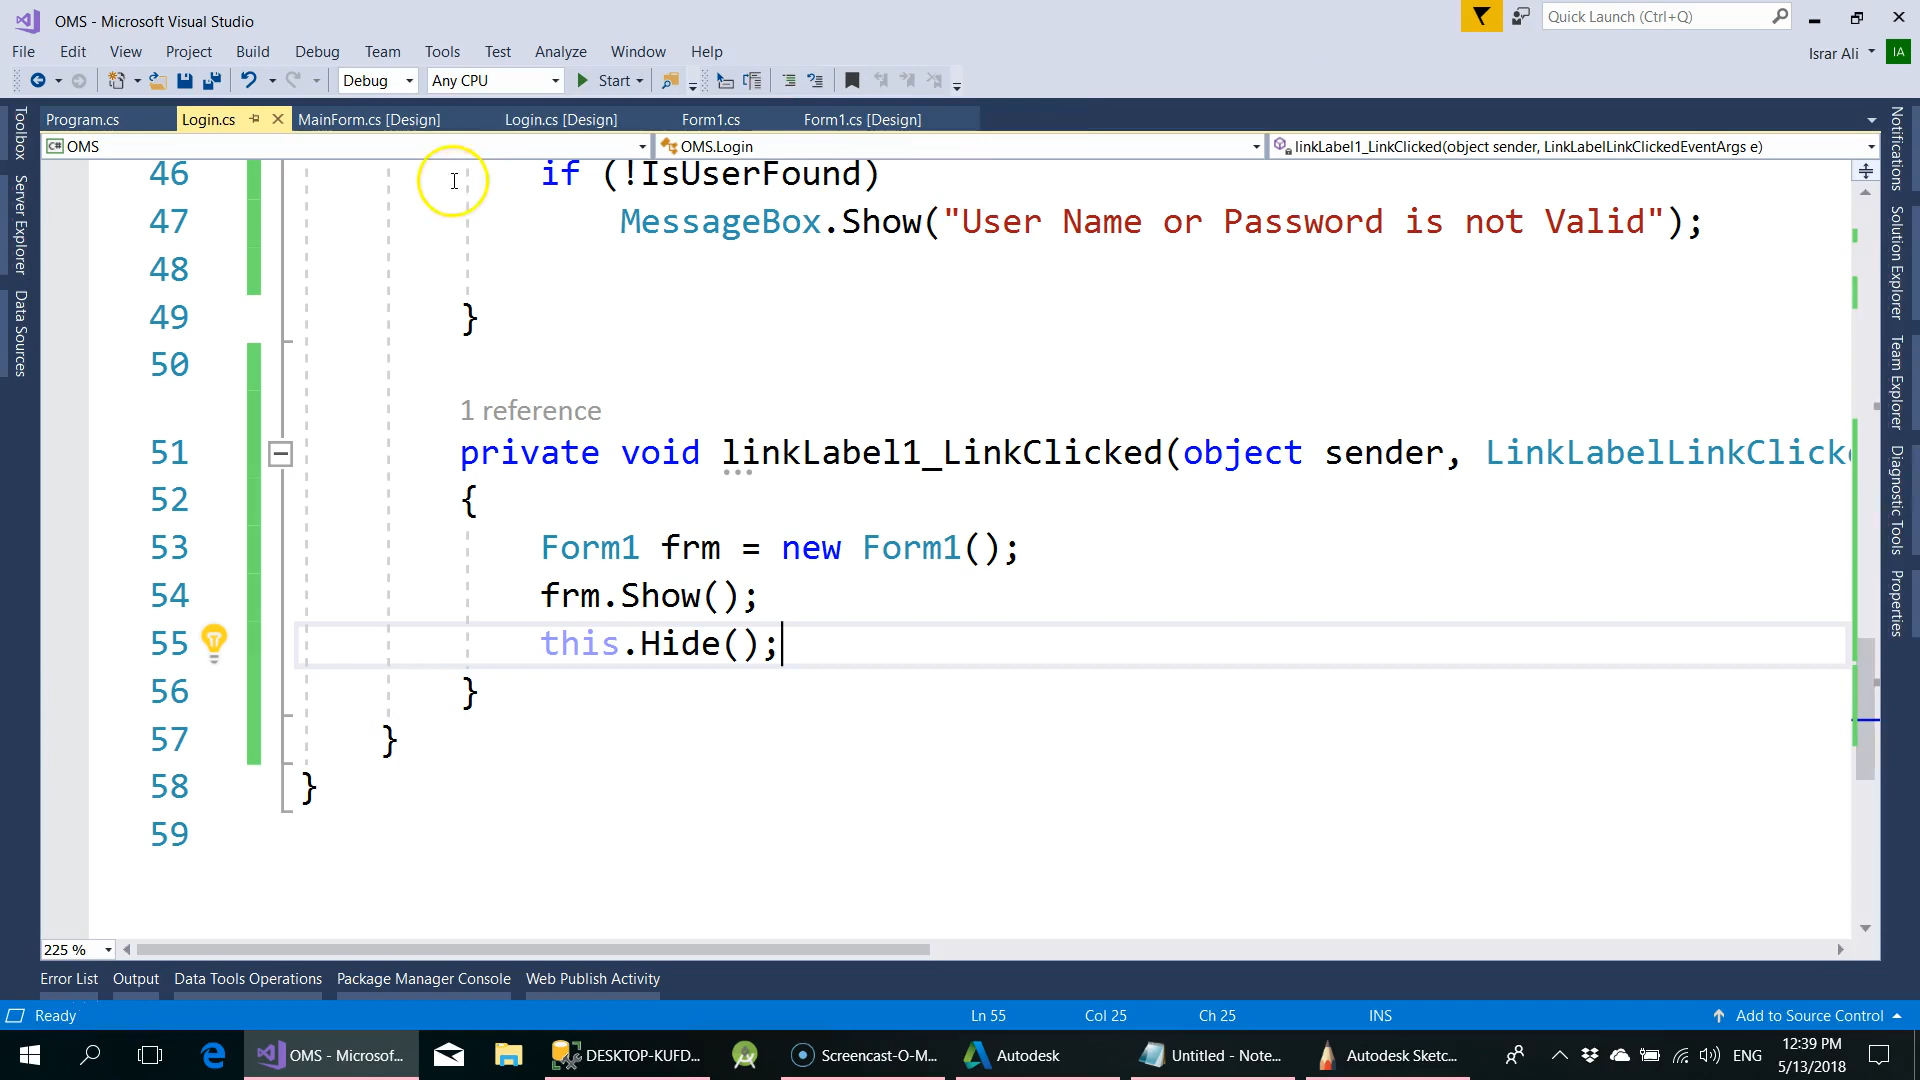 OMS - Microsoft Visual Studio
Quick Launch (Ctrl+Q)
File Edit View Project Build Debug Team Tools Test Analyze Window Help
Israr Ali IA
Debug Any CPU Start
Program.cs Login.cs MainForm.cs [Design] Login.cs [Design] Form1.cs Form1.cs [Design]
C# OMS OMS.Login linkLabel1_LinkClicked(object sender, LinkLabelLinkClickedEventArgs e)
Toolbox
Server Explorer
Data Sources
46 if (!IsUserFound)
47 MessageBox.Show("User Name or Password is not Valid");
48
49 }
50
1 reference
51 private void linkLabel1_LinkClicked(object sender, LinkLabelLinkClicke
52 {
53 Form1 frm = new Form1();
54 frm.Show();
55 this.Hide();
56 }
57 }
58 }
59
Notifications
Solution Explorer
Team Explorer
Diagnostic Tools
Properties
225 %
Error List Output Data Tools Operations Package Manager Console Web Publish Activity
Ready Ln 55 Col 25 Ch 25 INS Add to Source Control
OMS - Microsof... DESKTOP-KUFD... Screencast-O-M... Autodesk Untitled - Note... Autodesk Sketc... ENG 12:39 PM
5/13/2018